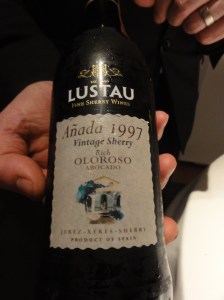 LUSTAU
FINE SHERRY WINES
Añada 1997
Vintage Sherry
Rich
OLOROSO
ABOCADO
JEREZ-XÉRÈS-SHERRY
PRODUCT OF SPAIN